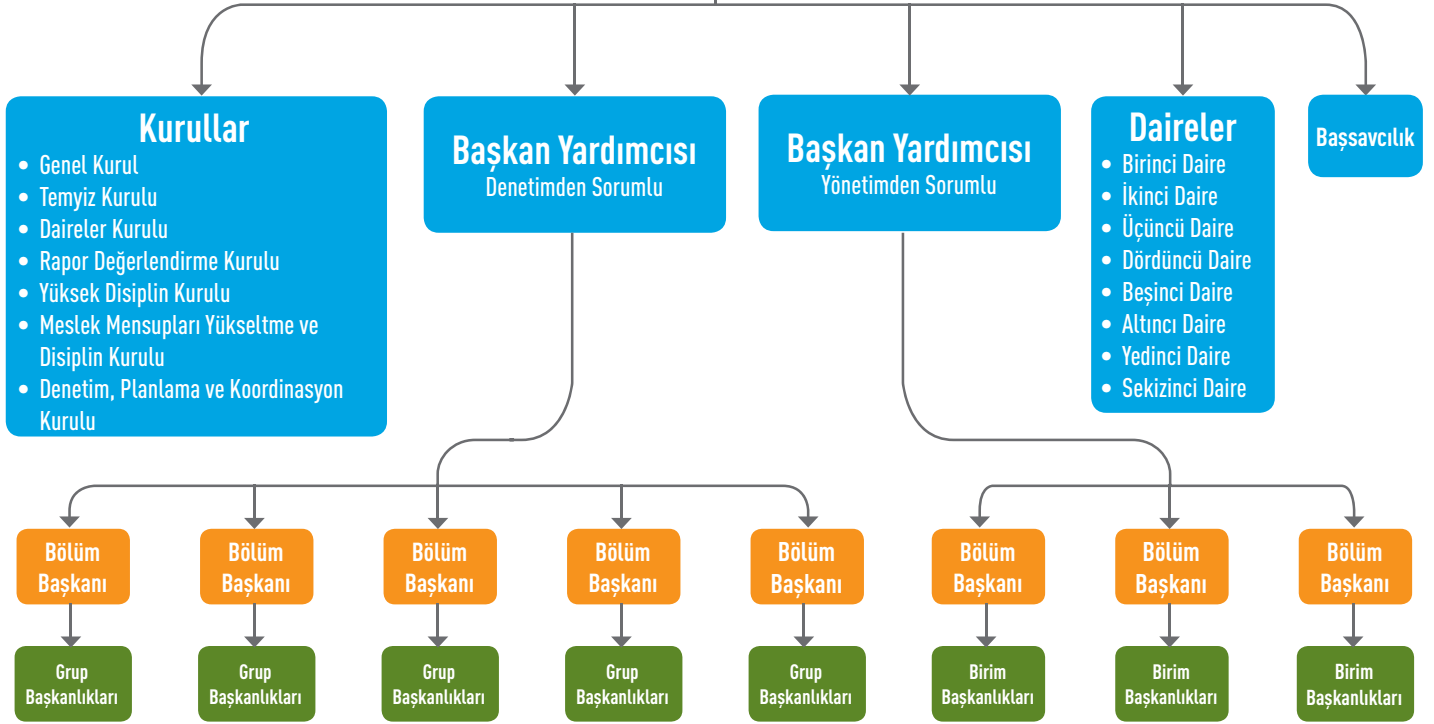 Kurullar
• Genel Kurul
• Temyiz Kurulu
• Daireler Kurulu
• Rapor Değerlendirme Kurulu
• Yüksek Disiplin Kurulu
• Meslek Mensupları Yükseltme ve
Disiplin Kurulu
• Denetim, Planlama ve Koordinasyon
Kurulu
Başkan Yardımcısı
Denetimden Sorumlu
Başkan Yardımcısı
Yönetimden Sorumlu
Daireler
• Birinci Daire
• İkinci Daire
• Üçüncü Daire
• Dördüncü Daire
• Beşinci Daire
• Altıncı Daire
• Yedinci Daire
• Sekizinci Daire
Başsavcılık
Bölüm
Başkanı
Bölüm
Başkanı
Bölüm
Başkanı
Bölüm
Başkanı
Bölüm
Başkanı
Bölüm
Başkanı
Bölüm
Başkanı
Bölüm
Başkanı
Grup
Başkanlıkları
Grup
Başkanlıkları
Grup
Başkanlıkları
Grup
Başkanlıkları
Grup
Başkanlıkları
Birim
Başkanlıkları
Birim
Başkanlıkları
Birim
Başkanlıkları